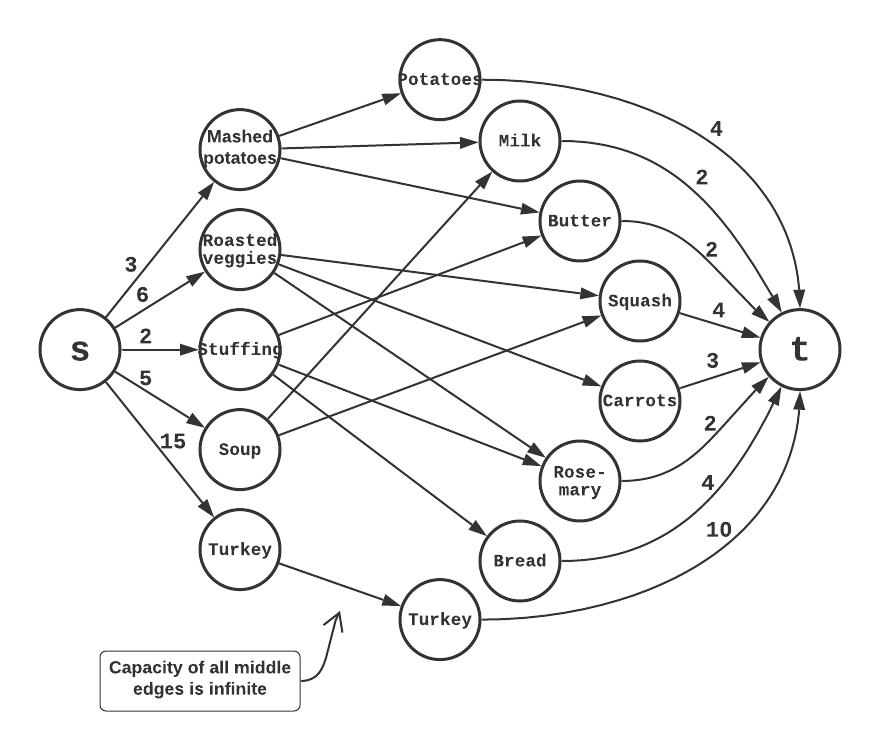 Potatoes
4
Mashed
potatoes
Milk
2
Roasted
veggies
Butter
2
3
6
Squash
4
s
2
Stuffing
t
5
3
Carrots
15
Soup
2
Rose-
mary
4
Turkey
Bread
10
Turkey
Capacity of all middle
edges is infinite